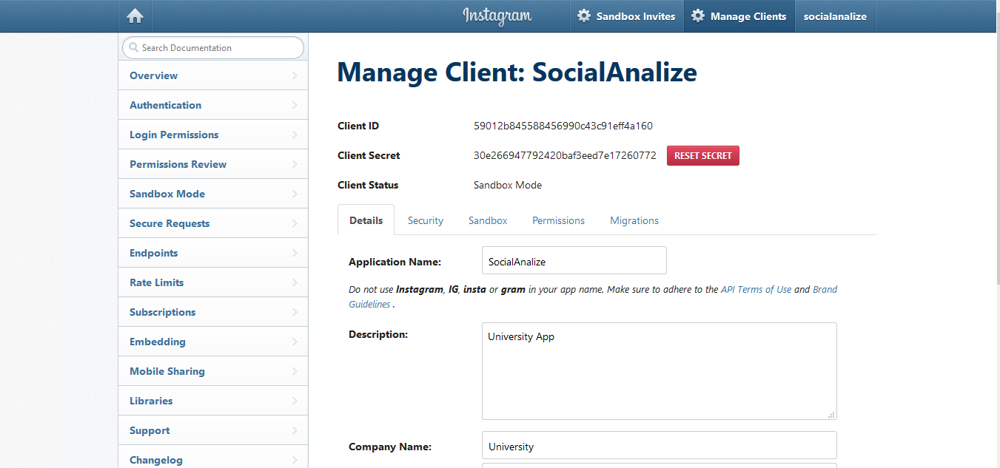 Instagram
Sandbox Invites
Manage Clients
socialanalize
Search Documentation
Overview
Authentication
Login Permissions
Permissions Review
Sandbox Mode
Secure Requests
Endpoints
Rate Limits
Subscriptions
Embedding
Mobile Sharing
Libraries
Support
Changelog
Manage Client: SocialAnalize
Client ID 59012b845588456990c43c91eff4a160
Client Secret 30e266947792420baf3eed7e17260772 RESET SECRET
Client Status Sandbox Mode
Details Security Sandbox Permissions Migrations
Application Name: SocialAnalize
Do not use Instagram, IG, insta or gram in your app name. Make sure to adhere to the API Terms of Use and Brand
Guidelines .
Description: University App
Company Name: University